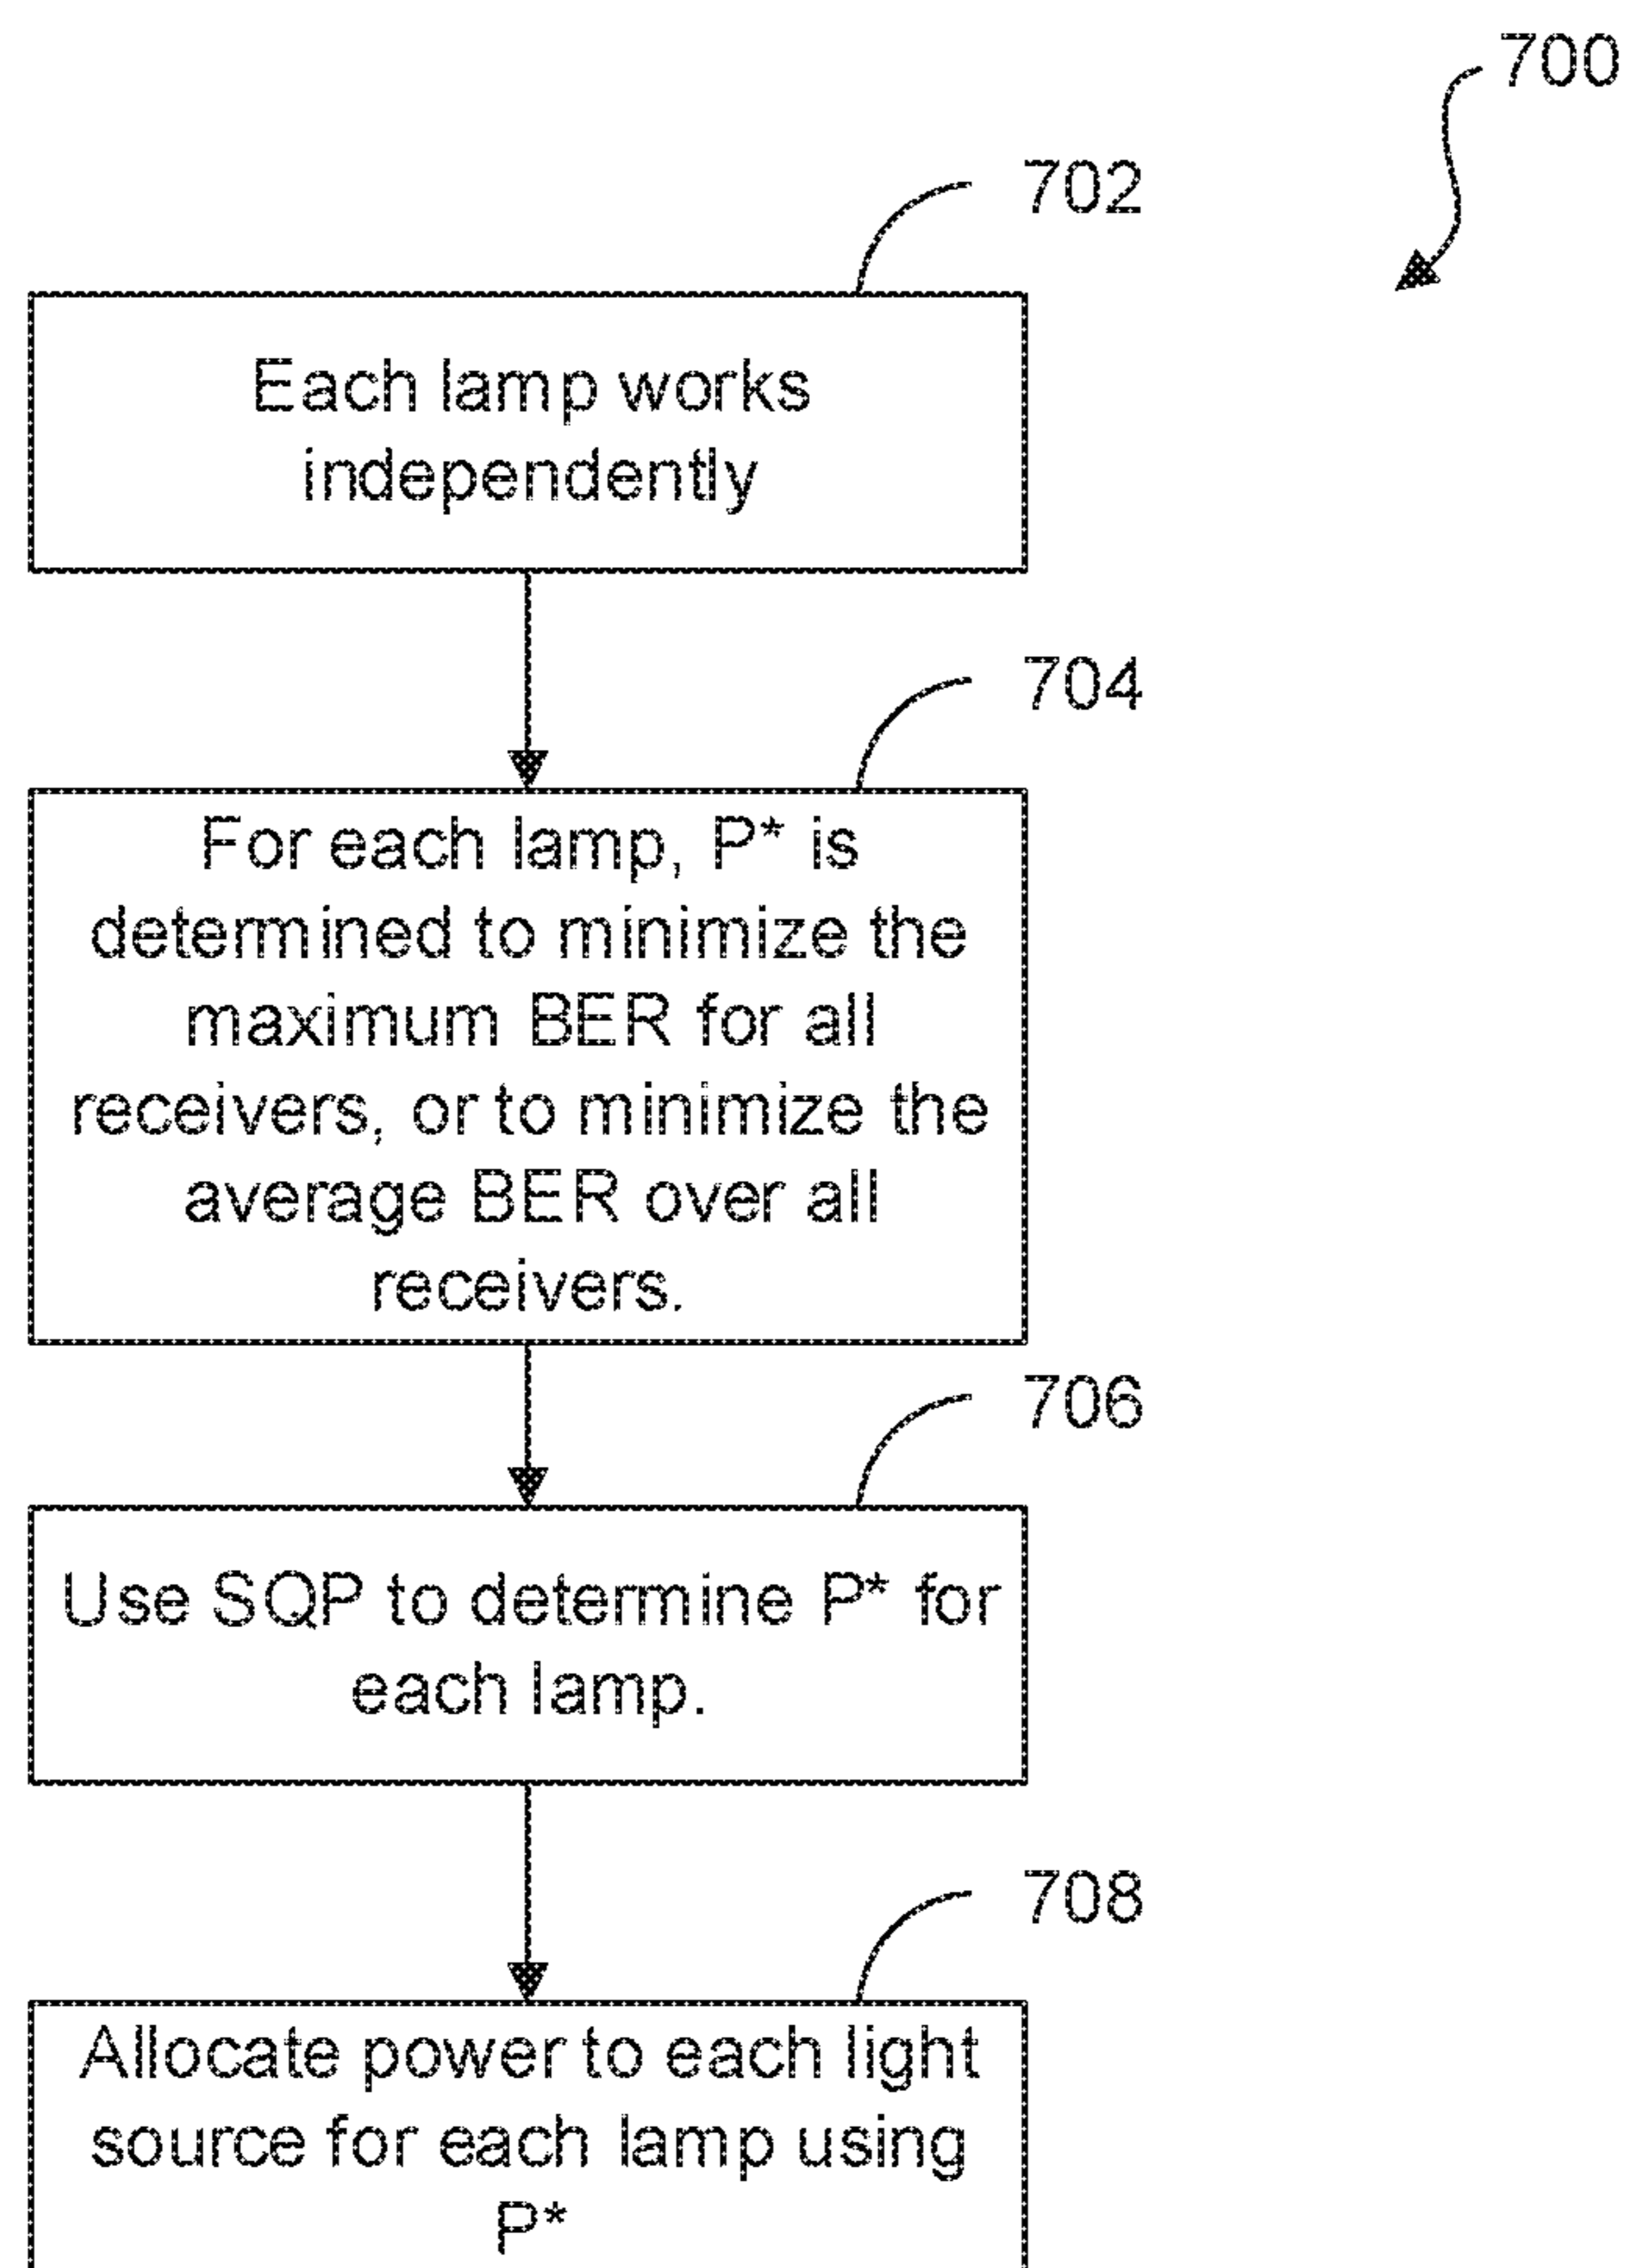 700
702
Each lamp works
independently
704
For each lamp, P* is
determined to minimize the
maximum BER for all
receivers, or to minimize the
average BER over all
receivers.
706
Use SQP to determine P* for
each lamp.
708
Allocate power to each light
source for each lamp using
P*